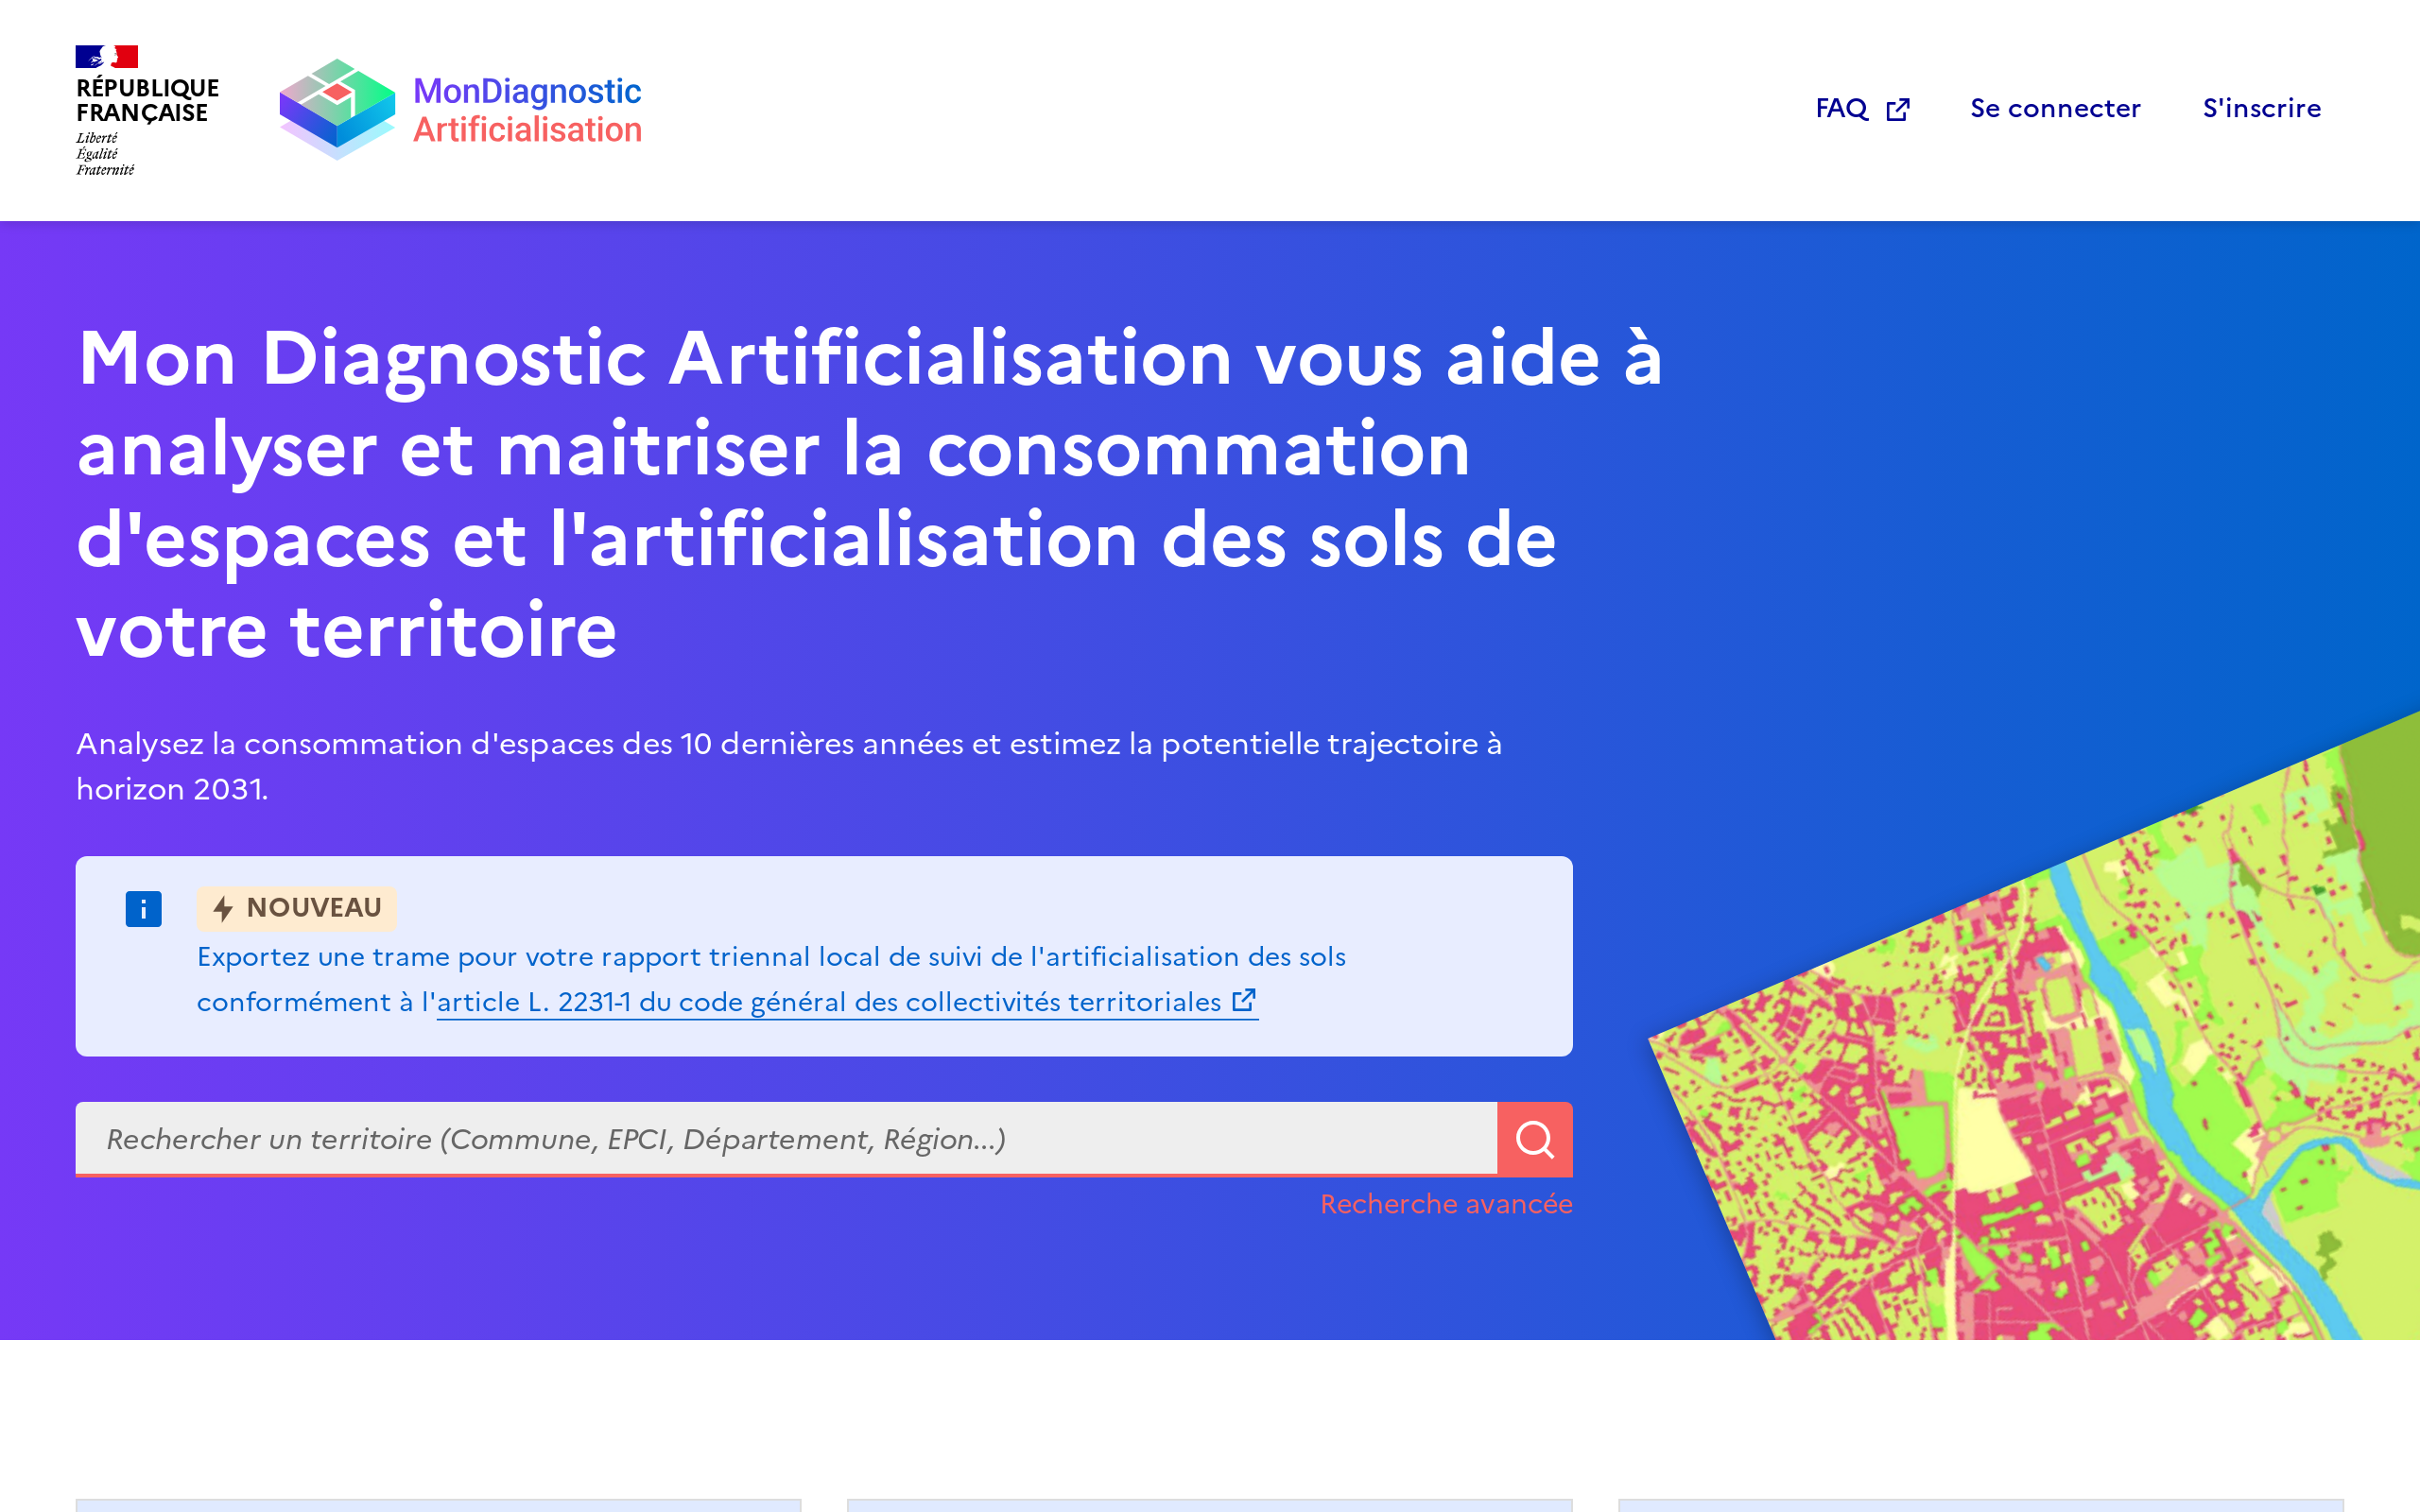 RÉPUBLIQUE
FRANÇAISE
Liberté
Égalité
Fraternité
MonDiagnostic
Artificialisation
FAQ
Se connecter
S'inscrire
Mon Diagnostic Artificialisation vous aide à
analyser et maitriser la consommation
d'espaces et l'artificialisation des sols de
votre territoire
Analysez la consommation d'espaces des 10 dernières années et estimez la potentielle trajectoire à
horizon 2031.
NOUVEAU
Exportez une trame pour votre rapport triennal local de suivi de l'artificialisation des sols
conformément à l'article L. 2231-1 du code général des collectivités territoriales
Rechercher un territoire (Commune, EPCI, Département, Région...)
Recherche avancée